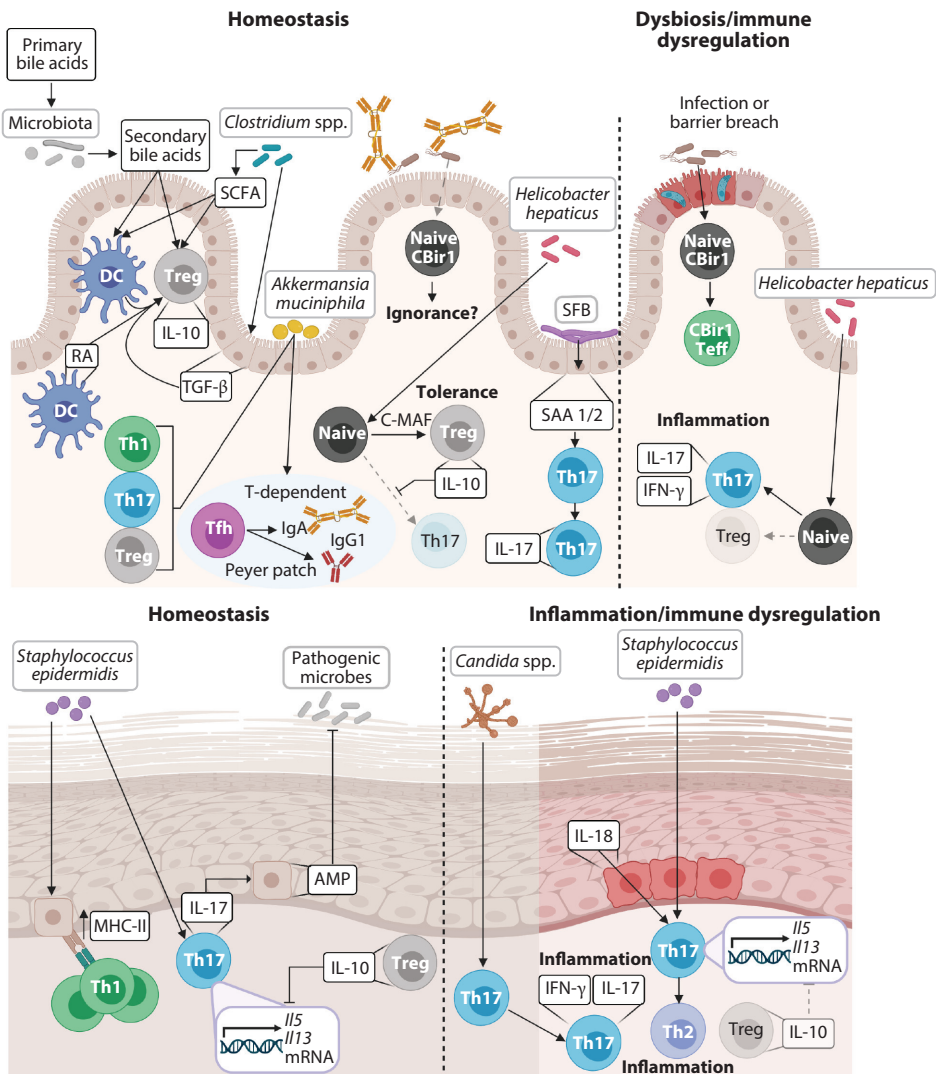 Homeostasis
Dysbiosis/immune
dysregulation
Primary
bile acids
Microbiota
Secondary
bile acids
Clostridium spp.
SCFA
DC
Treg
IL-10
RA
DC
TGF-β
Akkermansia
muciniphila
Naive
CBir1
Ignorance?
Helicobacter
hepaticus
SFB
Th1
Th17
Treg
Tolerance
Naive
C-MAF
Treg
IL-10
Th17
T-dependent
Tfh
IgA
IgG1
Peyer patch
SAA 1/2
Th17
IL-17
Th17
Infection or
barrier breach
Naive
CBir1
CBir1
Teff
Helicobacter hepaticus
Inflammation
IL-17
IFN-γ
Th17
Treg
Naive
Homeostasis
Inflammation/immune dysregulation
Staphylococcus
epidermidis
Pathogenic
microbes
AMP
IL-17
MHC-II
Th1
Th17
IL-10
Treg
Il5
Il13
mRNA
Candida spp.
Staphylococcus
epidermidis
IL-18
Th17
Il5
Il13
mRNA
Th17
Inflammation
IFN-γ
IL-17
Th17
Th2
Treg
IL-10
Inflammation